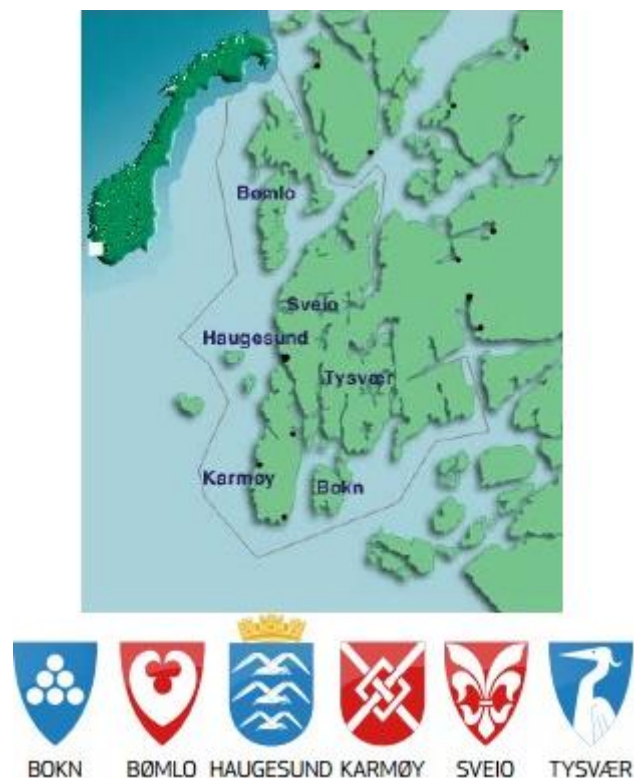 Bømlo
Sveio
Haugesund
Tysvær
Karmøy
Bokn
BOKN BØMLO HAUGESUND KARMØY SVEIO TYSVÆR